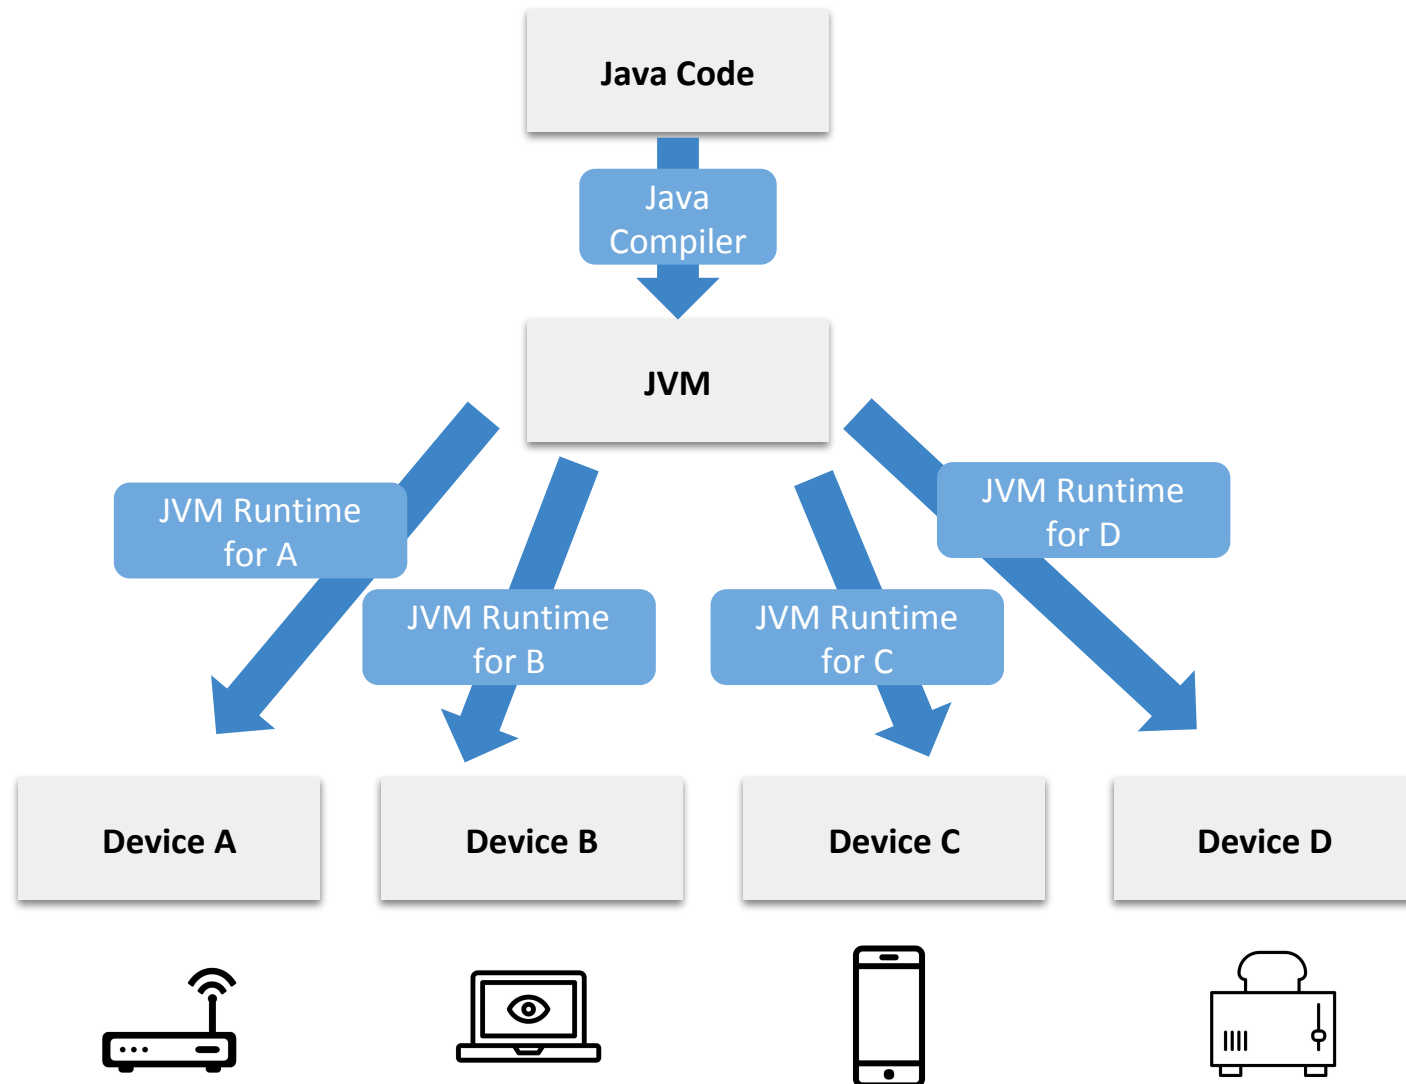 Java Code
Java
Compiler
JVM
JVM Runtime
for A
JVM Runtime
for B
JVM Runtime
for C
JVM Runtime
for D
Device A
Device B
Device C
Device D